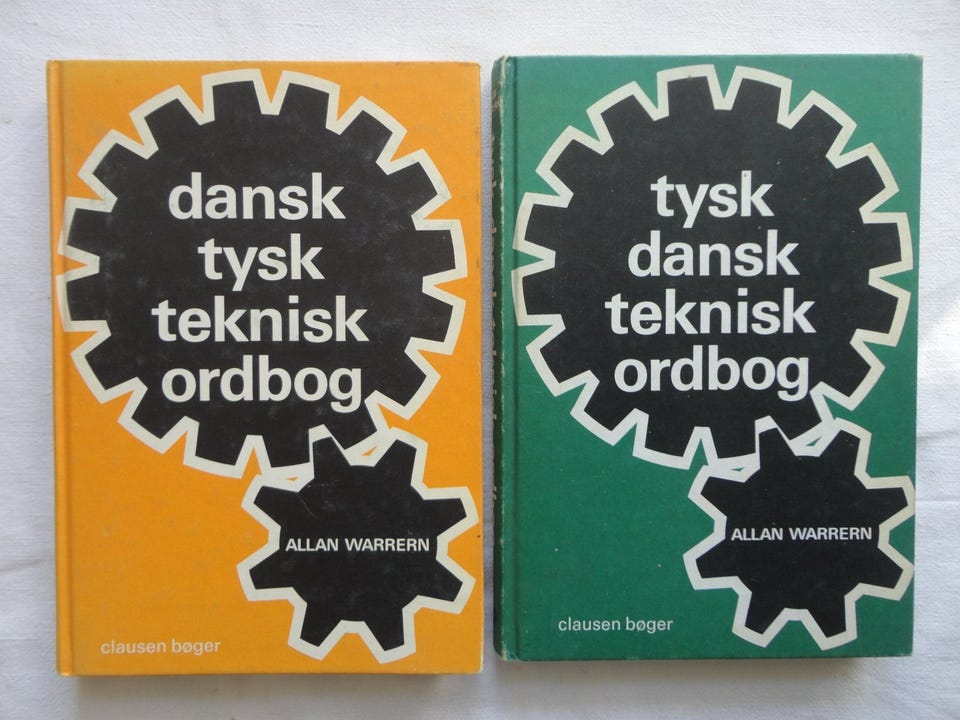 dansk
tysk
teknisk
ordbog
ALLAN WARRERN
clausen bøger
tysk
dansk
teknisk
ordbog
ALLAN WARRERN
clausen bøger